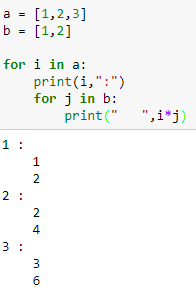 a = [1,2,3]
b = [1,2]

for i in a:
    print(i,":")
    for j in b:
        print("   ",i*j)

1 :
    1
    2
2 :
    2
    4
3 :
    3
    6